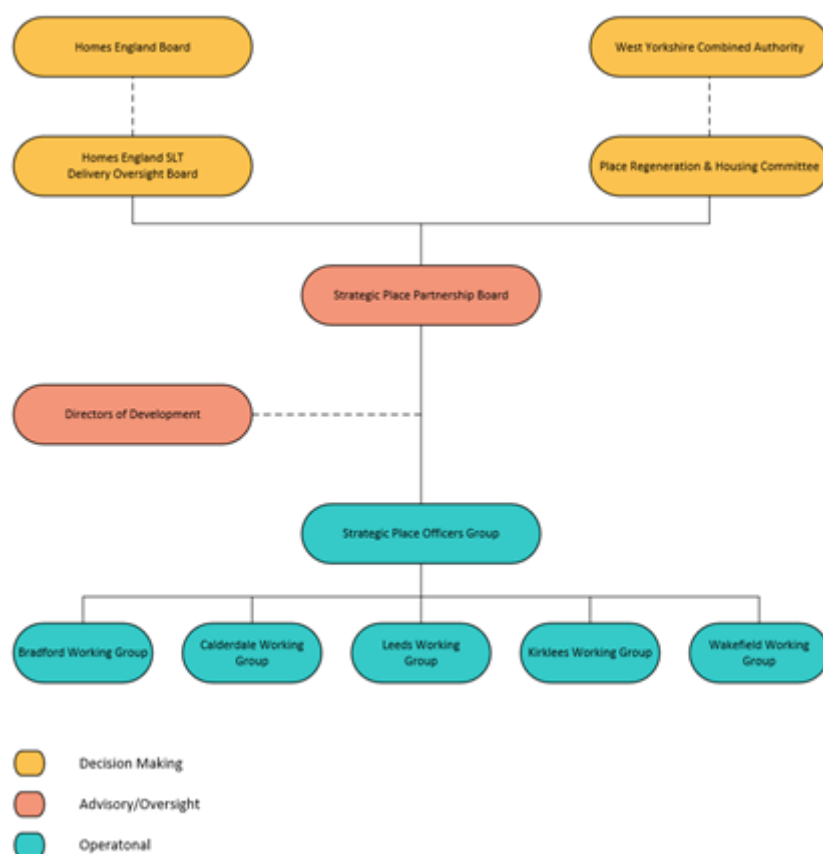 Homes England Board
West Yorkshire Combined Authority
Homes England SLT
Delivery Oversight Board
Place Regeneration & Housing Committee
Strategic Place Partnership Board
Directors of Development
Strategic Place Officers Group
Bradford Working Group
Calderdale Working
Group
Leeds Working
Group
Kirklees Working Group
Wakefield Working
Group
Decision Making
Advisory/Oversight
Operatonal